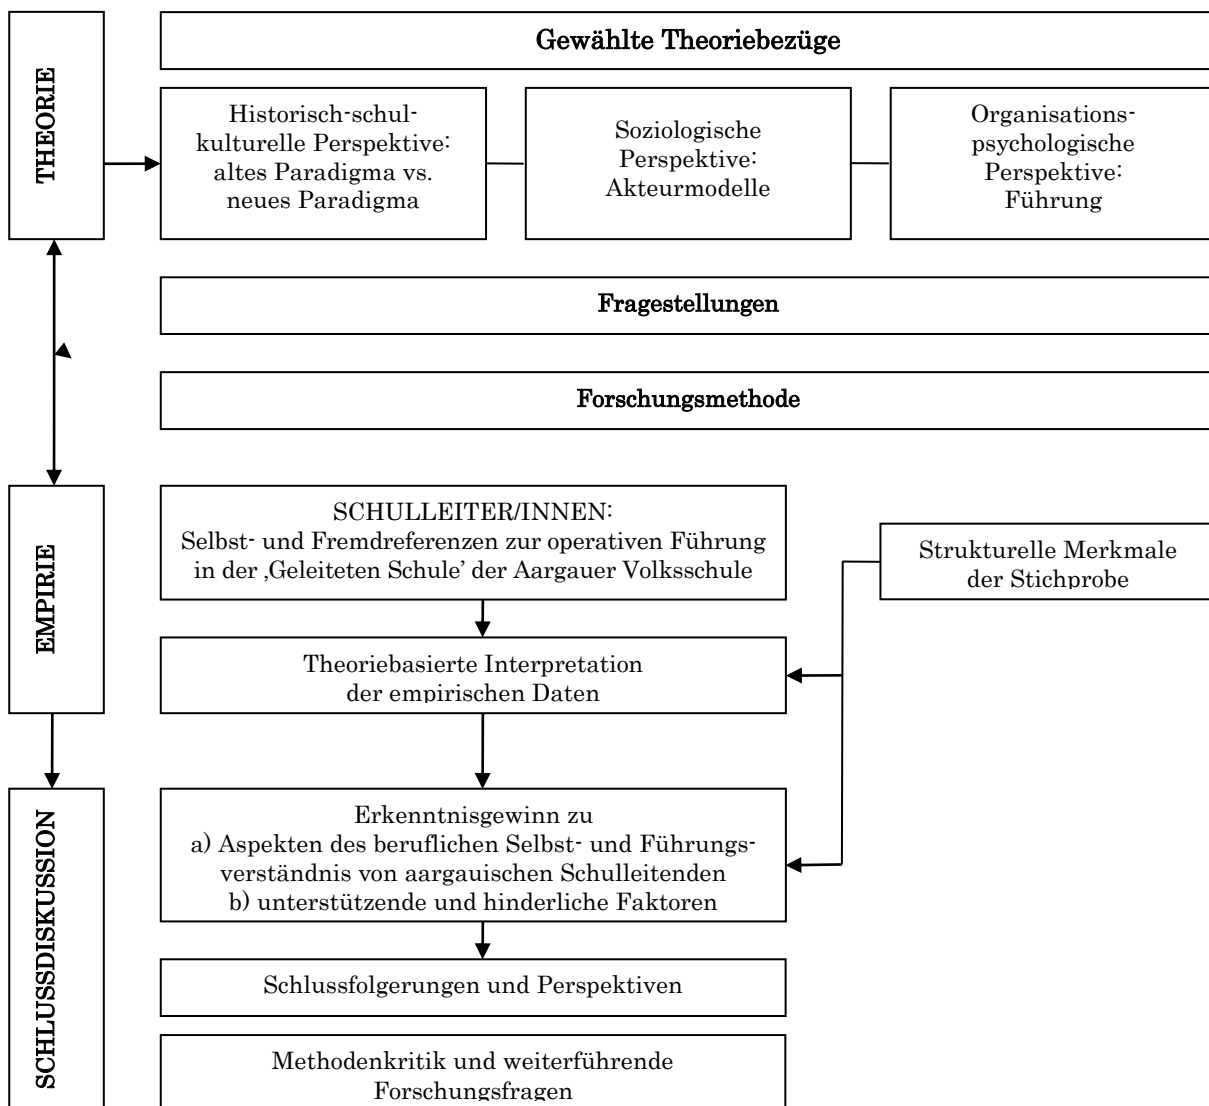 THEORIE
Gewählte Theoriebezüge
Historisch-schul-
kulturelle Perspektive:
altes Paradigma vs.
neues Paradigma
Soziologische
Perspektive:
Akteurmodelle
Organisations-
psychologische
Perspektive:
Führung
Fragestellungen
Forschungsmethode
EMPIRIE
SCHULLEITER/INNEN:
Selbst- und Fremdreferenzen zur operativen Führung
in der ‚Geleiteten Schule’ der Aargauer Volksschule
Strukturelle Merkmale
der Stichprobe
Theoriebasierte Interpretation
der empirischen Daten
SCHLUSSDISKUSSION
Erkenntnisgewinn zu
a) Aspekten des beruflichen Selbst- und Führungs-
verständnis von aargauischen Schulleitenden
b) unterstützende und hinderliche Faktoren
Schlussfolgerungen und Perspektiven
Methodenkritik und weiterführende
Forschungsfragen